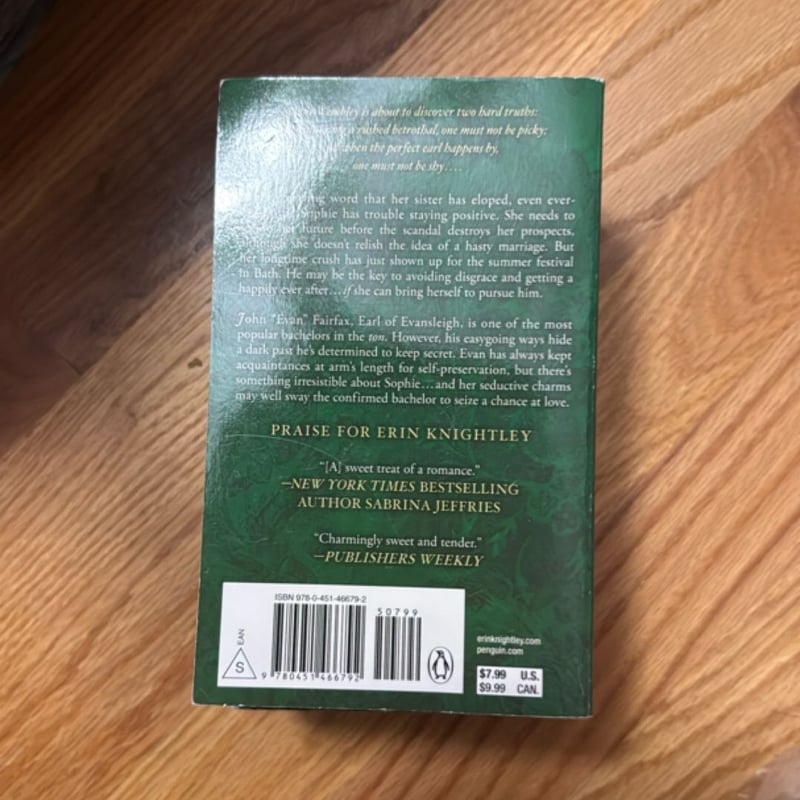 Wembley is about to discover two hard truths:
a rushed betrothal, one must not be picky;
when the perfect earl happens by,
one must not be shy....
word that her sister has eloped, even ever-
Sophie has trouble staying positive. She needs to
her future before the scandal destroys her prospects,
although she doesn't relish the idea of a hasty marriage. But
her longtime crush has just shown up for the summer festival
in Bath. He may be the key to avoiding disgrace and getting a
happily ever after...if she can bring herself to pursue him.
John "Evan" Fairfax, Earl of Evansleigh, is one of the most
popular bachelors in the ton. However, his easygoing ways hide
a dark past he's determined to keep secret. Evan has always kept
acquaintances at arm's length for self-preservation, but there's
something irresistible about Sophie...and her seductive charms
may well sway the confirmed bachelor to seize a chance at love.
PRAISE FOR ERIN KNIGHTLEY
"[A] sweet treat of a romance."
—NEW YORK TIMES BESTSELLING
AUTHOR SABRINA JEFFRIES
"Charmingly sweet and tender."
—PUBLISHERS WEEKLY
ISBN 978-0-451-46679-2
50799
EAN
S
9 780451 466792
erinknightley.com
penguin.com
$7.99 U.S.
$9.99 CAN.